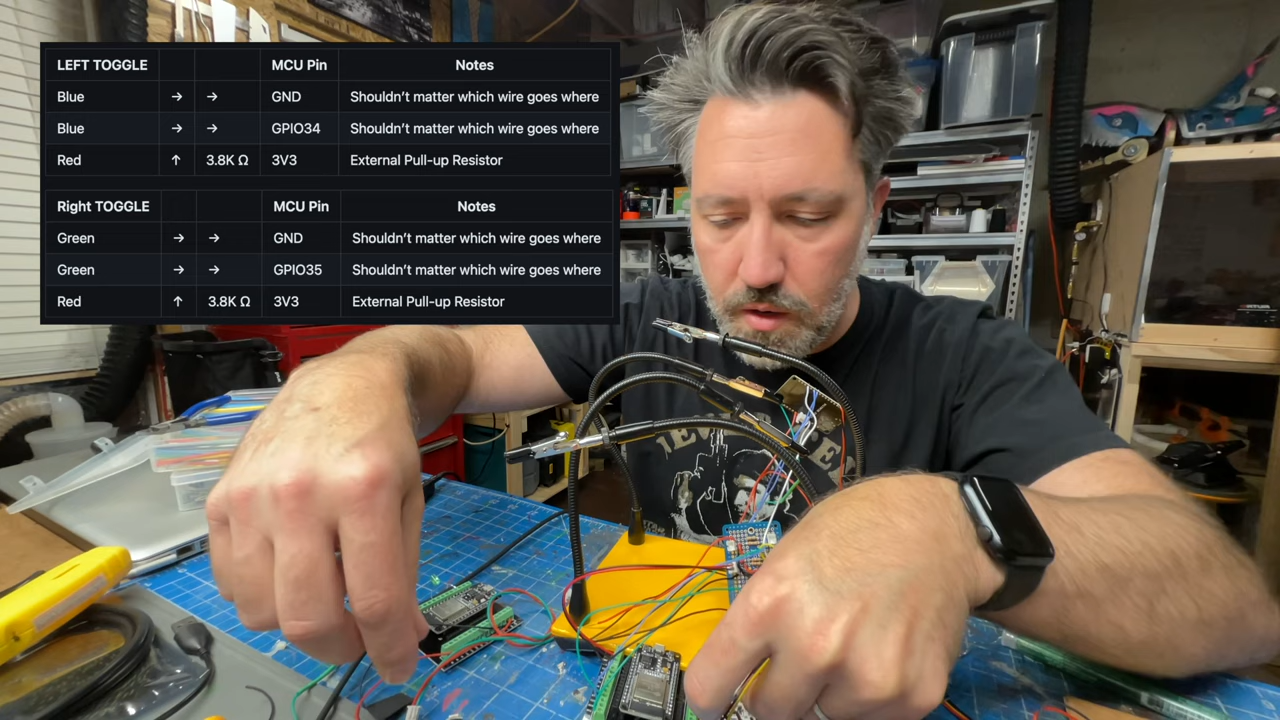 LEFT TOGGLE MCU Pin Notes
Blue → → GND Shouldn’t matter which wire goes where
Blue → → GPIO34 Shouldn’t matter which wire goes where
Red ↑ 3.8K Ω 3V3 External Pull-up Resistor
Right TOGGLE MCU Pin Notes
Green → → GND Shouldn’t matter which wire goes where
Green → → GPIO35 Shouldn’t matter which wire goes where
Red ↑ 3.8K Ω 3V3 External Pull-up Resistor